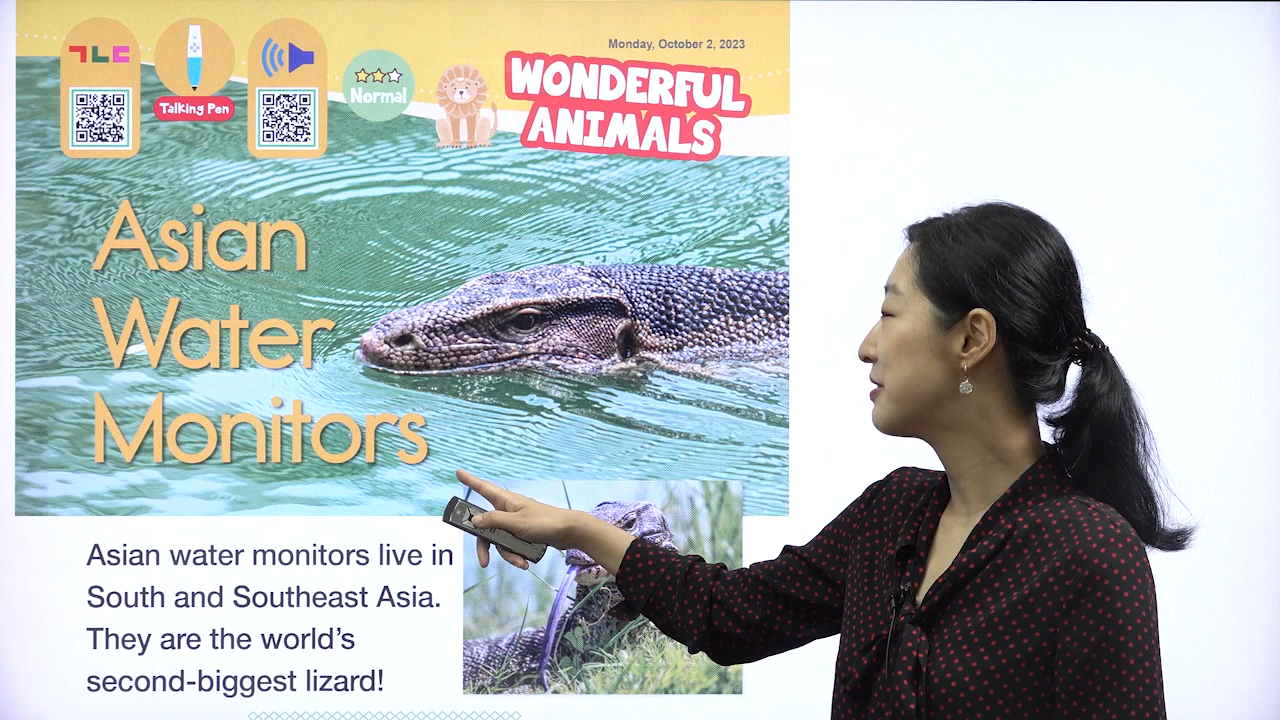 Monday, October 2, 2023
TLC
Talking Pen
Normal
WONDERFUL
ANIMALS
Asian
Water
Monitors
Asian water monitors live in
South and Southeast Asia.
They are the world's
second-biggest lizard!